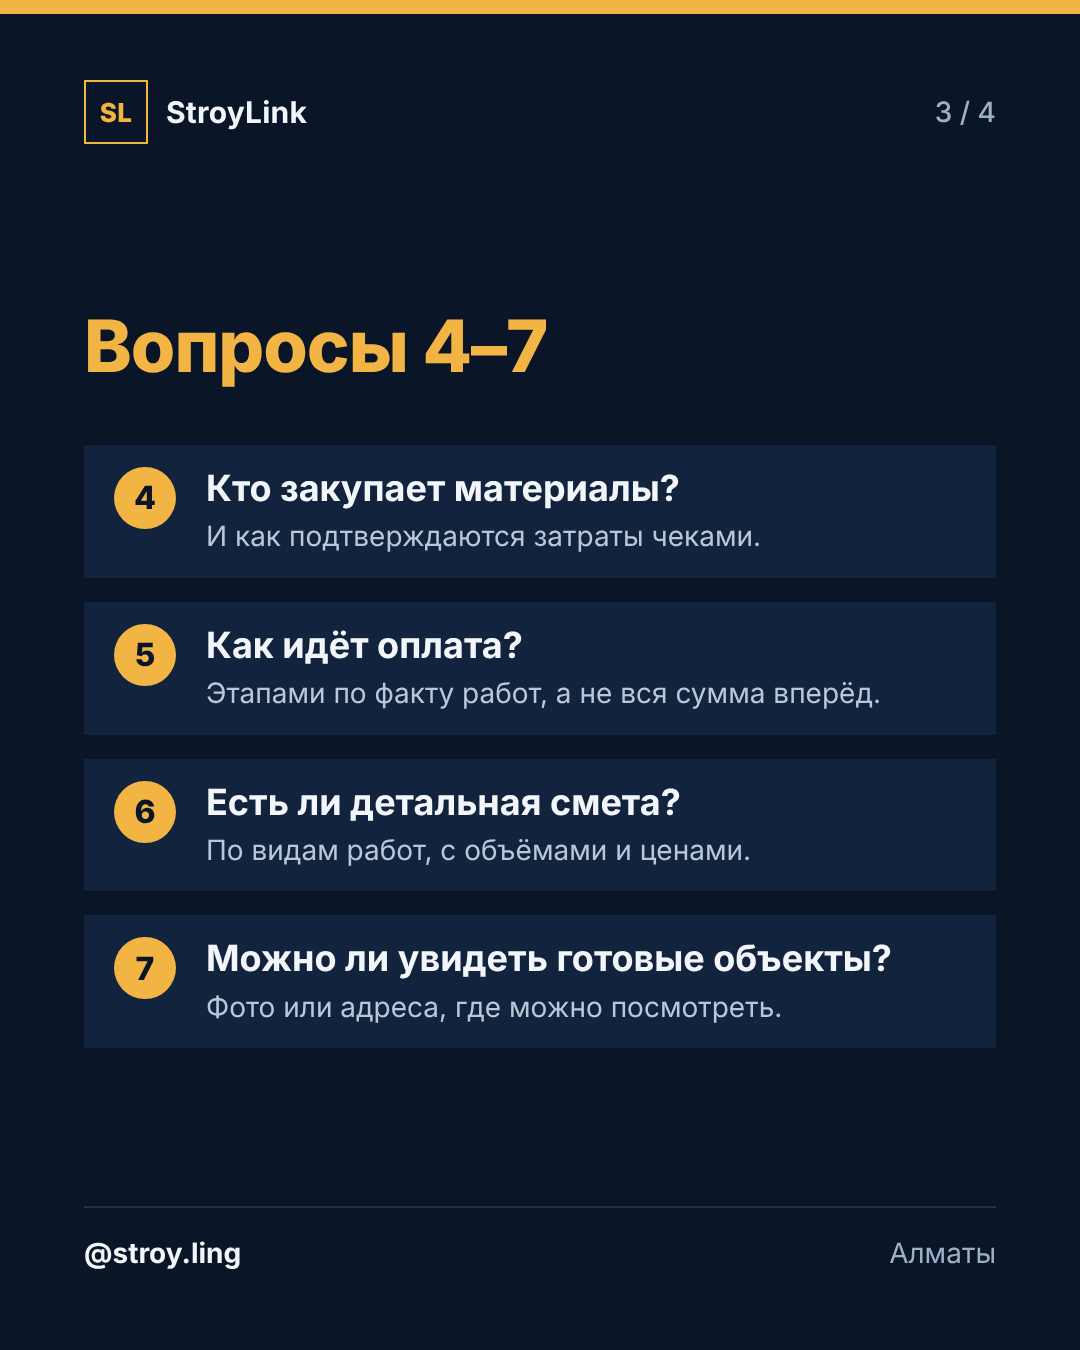 SL
StroyLink
3 / 4
Вопросы 4–7
4
Кто закупает материалы?
И как подтверждаются затраты чеками.
5
Как идёт оплата?
Этапами по факту работ, а не вся сумма вперёд.
6
Есть ли детальная смета?
По видам работ, с объёмами и ценами.
7
Можно ли увидеть готовые объекты?
Фото или адреса, где можно посмотреть.
@stroy.ling
Алматы